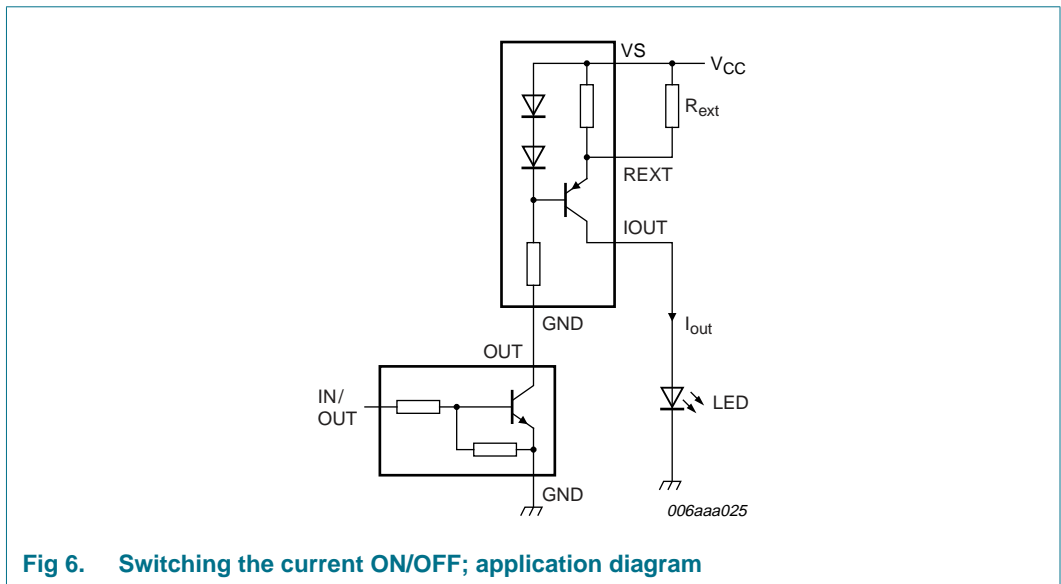 VS
VCC
Rext
REXT
IOUT
GND
Iout
OUT
IN/
OUT
LED
GND
006aaa025
Fig 6. Switching the current ON/OFF; application diagram